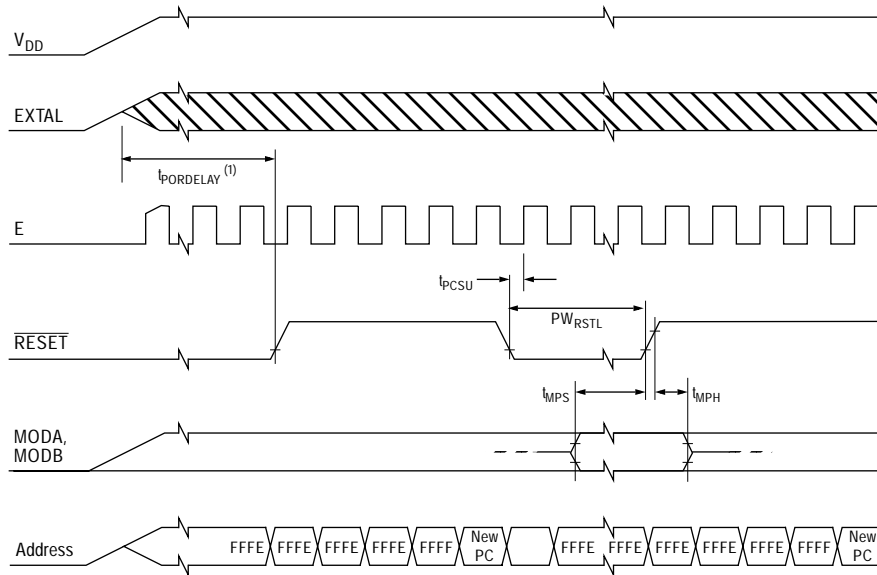 VDD
EXTAL
tPORDELAY (1)
E
tPCSU
PWRSTL
RESET
tMPS
tMPH
MODA,
MODB
Address
FFFE FFFE FFFE FFFE FFFF New PC FFFE FFFE FFFE FFFE FFFE FFFF New PC